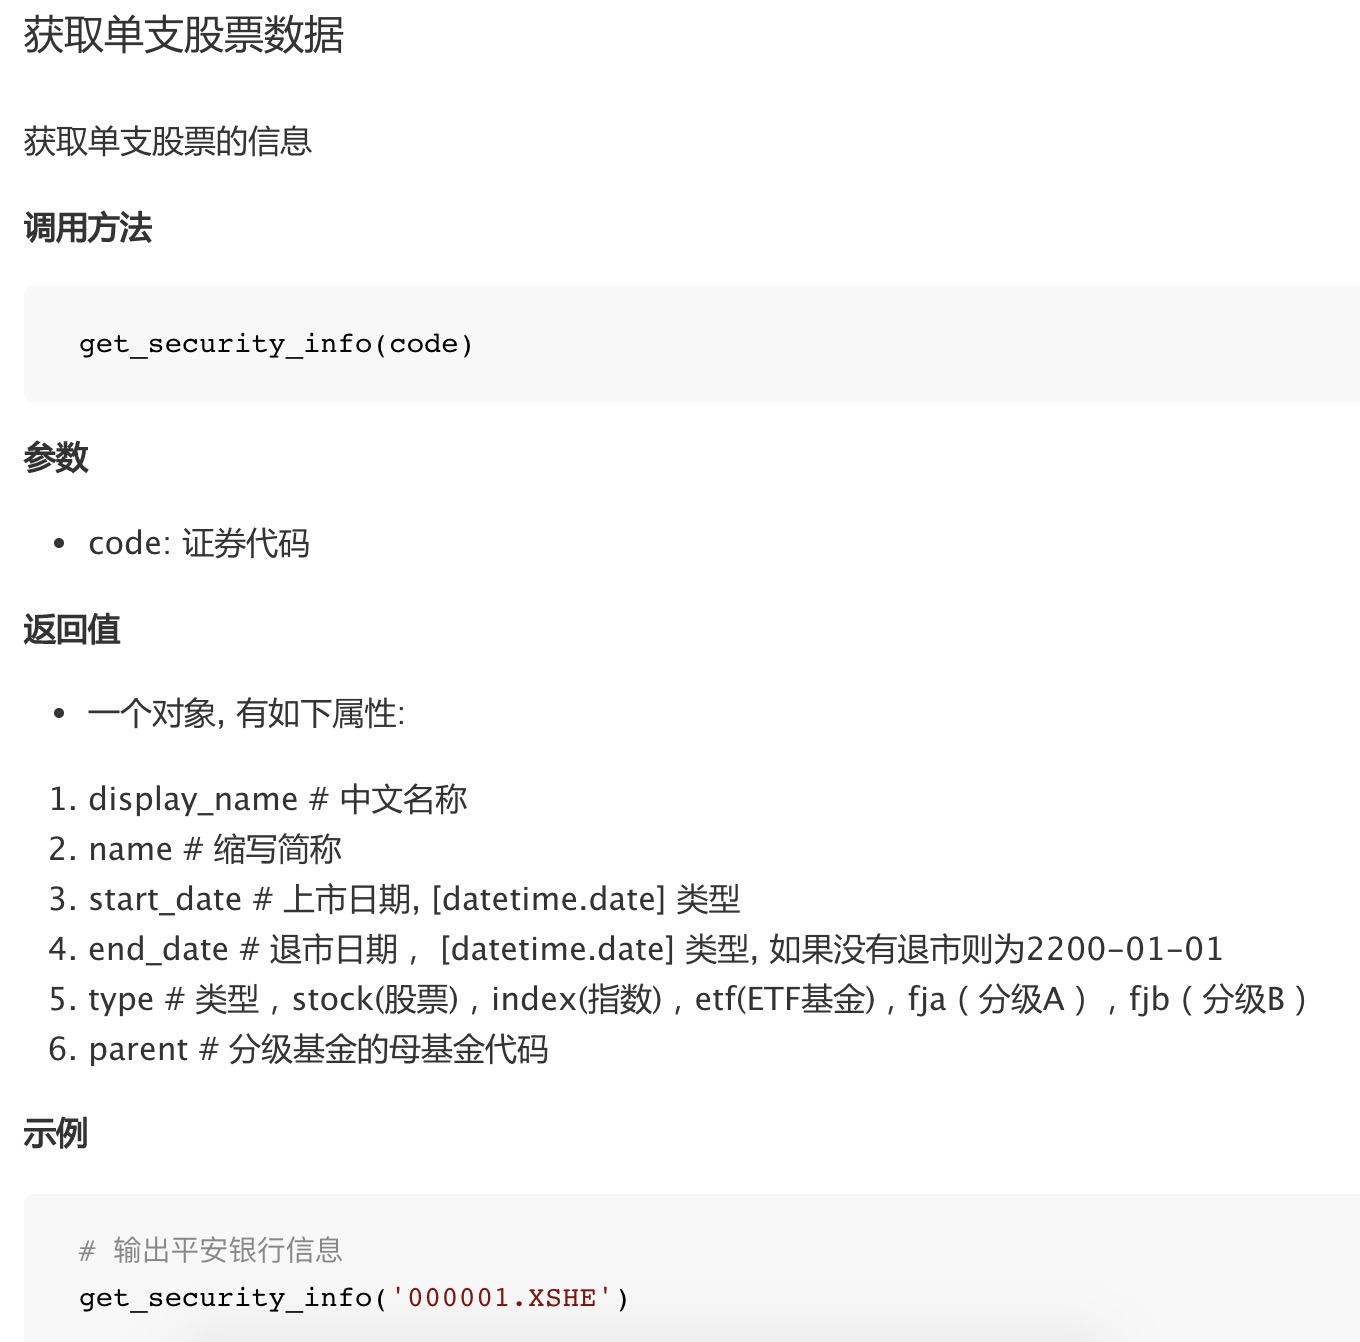 获取单支股票数据
获取单支股票的信息
调用方法
get_security_info(code)
参数
• code: 证券代码
返回值
• 一个对象, 有如下属性:
1. display_name # 中文名称
2. name # 缩写简称
3. start_date # 上市日期, [datetime.date] 类型
4. end_date # 退市日期， [datetime.date] 类型, 如果没有退市则为2200-01-01
5. type # 类型，stock(股票)，index(指数)，etf(ETF基金)，fja（分级A），fjb（分级B）
6. parent # 分级基金的母基金代码
示例
# 输出平安银行信息
get_security_info('000001.XSHE')